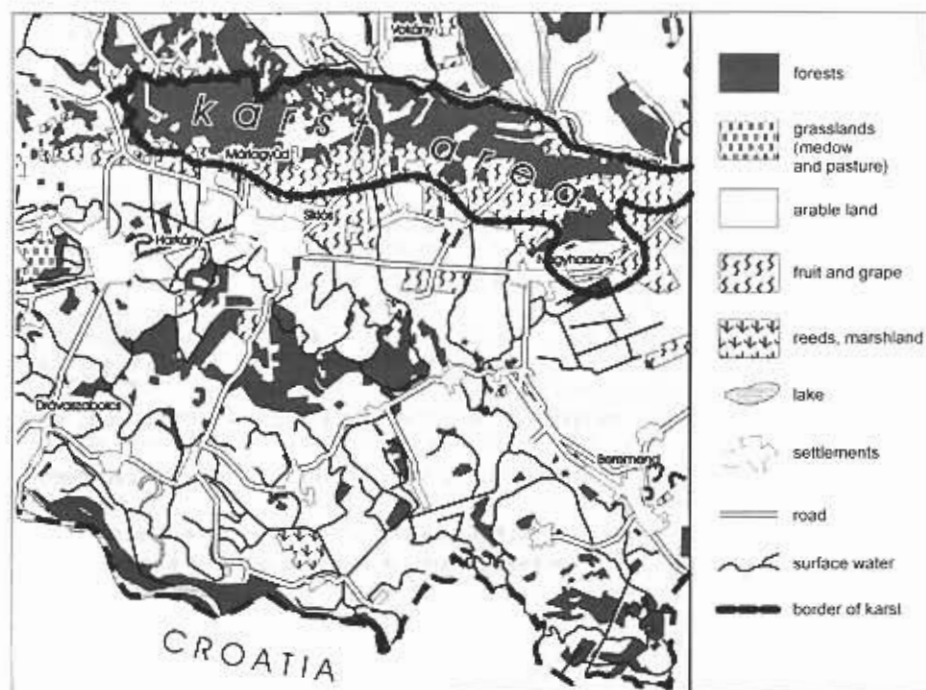 Vokány
karst
area
Máriagyűd
Siklós
Harkány
Nagyharsány
Drávaszabolcs
Beremend
CROATIA
forests
grasslands
(medow
and pasture)
arable land
fruit and grape
reeds, marshland
lake
settlements
road
surface water
border of karst